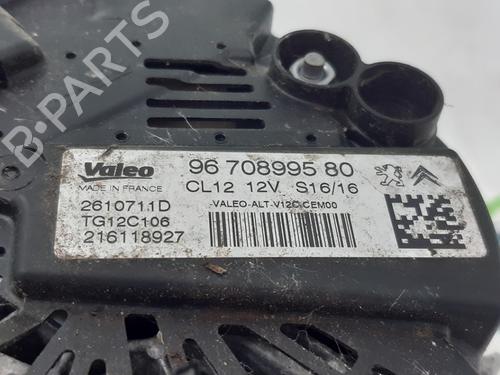 B-PARTS
Valeo
MADE IN FRANCE
96 708995 80
CL12 12V S16/16
2610711D
TG12C106
216118927
VALEO-ALT-V12C-CEM00